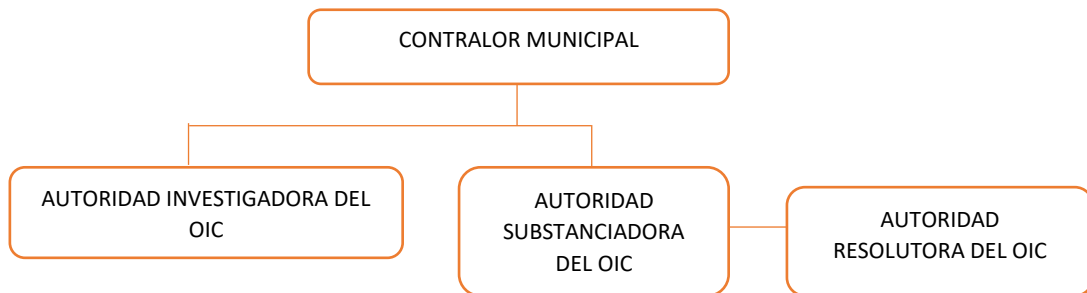 CONTRALOR MUNICIPAL
AUTORIDAD INVESTIGADORA DEL
OIC
AUTORIDAD
SUBSTANCIADORA
DEL OIC
AUTORIDAD
RESOLUTORA DEL OIC